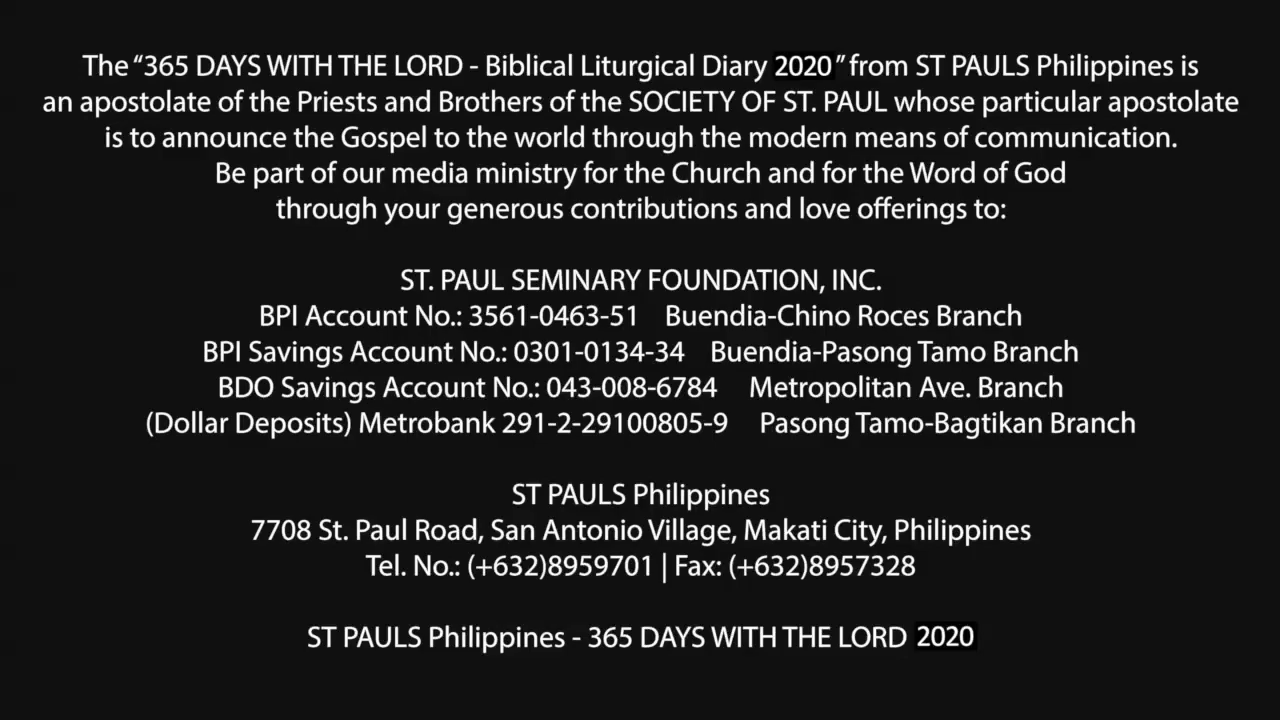 The “365 DAYS WITH THE LORD - Biblical Liturgical Diary 2020” from ST PAULS Philippines is
an apostolate of the Priests and Brothers of the SOCIETY OF ST. PAUL whose particular apostolate
is to announce the Gospel to the world through the modern means of communication.
Be part of our media ministry for the Church and for the Word of God
through your generous contributions and love offerings to:
ST. PAUL SEMINARY FOUNDATION, INC.
BPI Account No.: 3561-0463-51 Buendia-Chino Roces Branch
BPI Savings Account No.: 0301-0134-34 Buendia-Pasong Tamo Branch
BDO Savings Account No.: 043-008-6784 Metropolitan Ave. Branch
(Dollar Deposits) Metrobank 291-2-29100805-9 Pasong Tamo-Bagtikan Branch
ST PAULS Philippines
7708 St. Paul Road, San Antonio Village, Makati City, Philippines
Tel. No.: (+632)8959701 | Fax: (+632)8957328
ST PAULS Philippines - 365 DAYS WITH THE LORD 2020